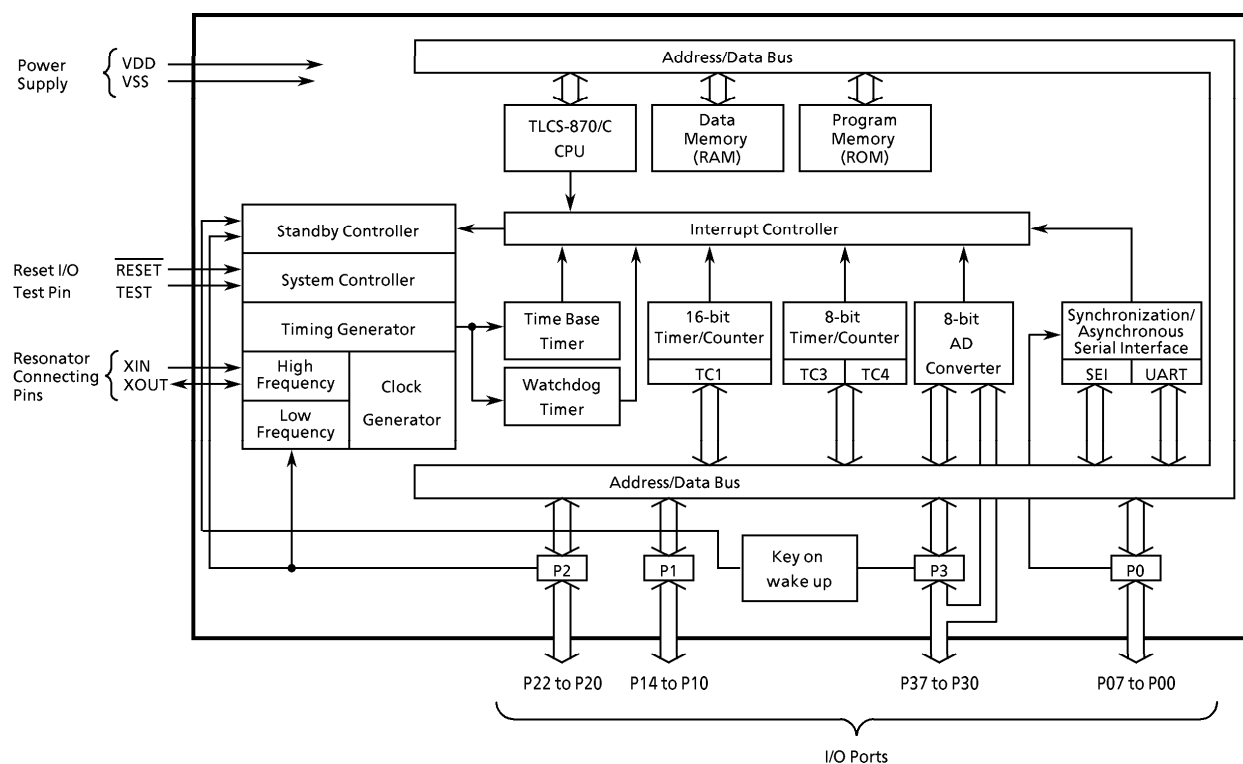 Address/Data Bus
Power
Supply
VDD
VSS
TLCS-870/C
CPU
Data
Memory
(RAM)
Program
Memory
(ROM)
Standby Controller
Interrupt Controller
Reset I/O
Test Pin
RESET
TEST
System Controller
Timing Generator
Time Base
Timer
16-bit
Timer/Counter
TC1
8-bit
Timer/Counter
TC3
TC4
8-bit
AD
Converter
Synchronization/
Asynchronous
Serial Interface
SEI
UART
Resonator
Connecting
Pins
XIN
XOUT
High
Frequency
Low
Frequency
Clock
Generator
Watchdog
Timer
Address/Data Bus
P2
P1
Key on
wake up
P3
P0
P22 to P20
P14 to P10
P37 to P30
P07 to P00
I/O Ports